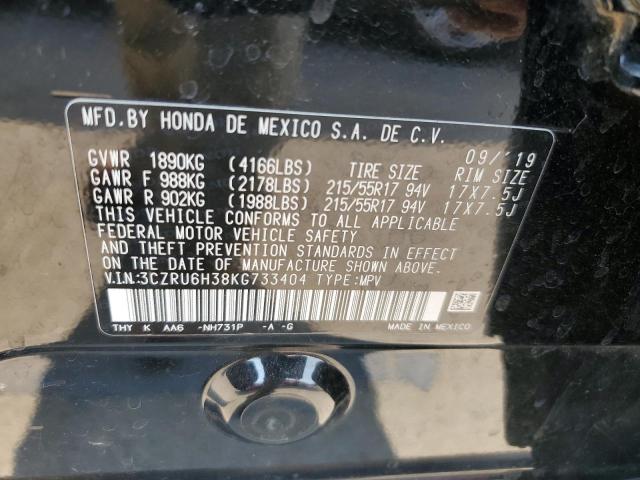 MFD.BY HONDA DE MEXICO S.A. DE C.V.
09/'19
GVWR 1890KG (4166LBS) TIRE SIZE RIM SIZE
GAWR F 988KG (2178LBS) 215/55R17 94V 17X7.5J
GAWR R 902KG (1988LBS) 215/55R17 94V 17X7.5J
THIS VEHICLE CONFORMS TO ALL APPLICABLE
FEDERAL MOTOR VEHICLE SAFETY
AND THEFT PREVENTION STANDARDS IN EFFECT
ON THE DATE OF MANUFACTURE SHOWN ABOVE.
V.I.N:3CZRU6H38KG733404 TYPE:MPV
THY K AA6 -NH731P -A -G MADE IN MEXICO